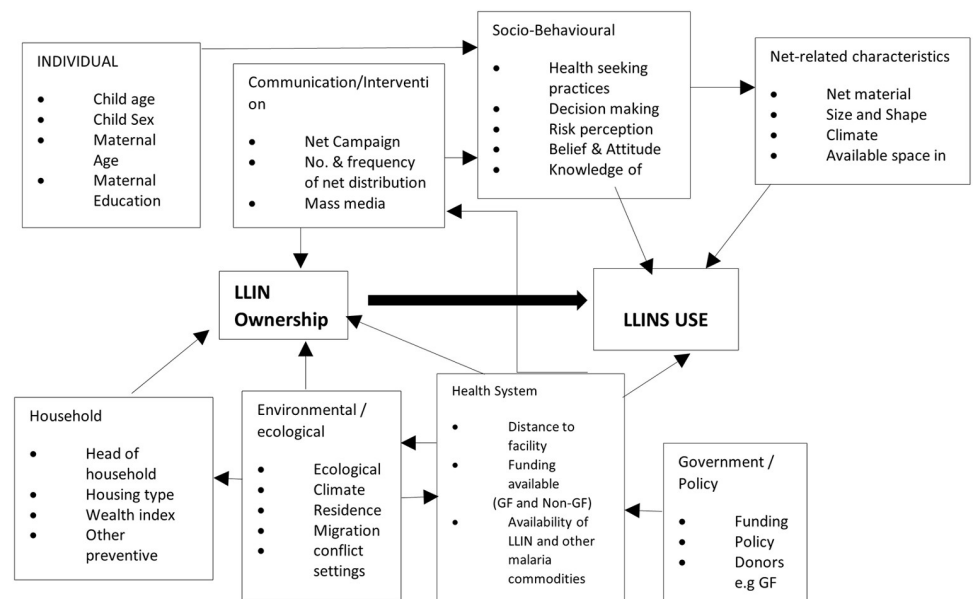 INDIVIDUAL
● Child age
● Child Sex
● Maternal
Age
● Maternal
Education
Communication/Interventi
on
● Net Campaign
● No. & frequency
of net distribution
● Mass media
Socio-Behavioural
● Health seeking
practices
● Decision making
● Risk perception
● Belief & Attitude
● Knowledge of
Net-related characteristics
● Net material
● Size and Shape
● Climate
● Available space in
LLIN
Ownership
LLINS USE
Household
● Head of
household
● Housing type
● Wealth index
● Other
preventive
Environmental /
ecological
● Ecological
● Climate
● Residence
● Migration
● conflict
settings
Health System
● Distance to
facility
● Funding
available
(GF and Non-GF)
● Availability of
LLIN and other
malaria
commodities
Government /
Policy
● Funding
● Policy
● Donors
e.g GF